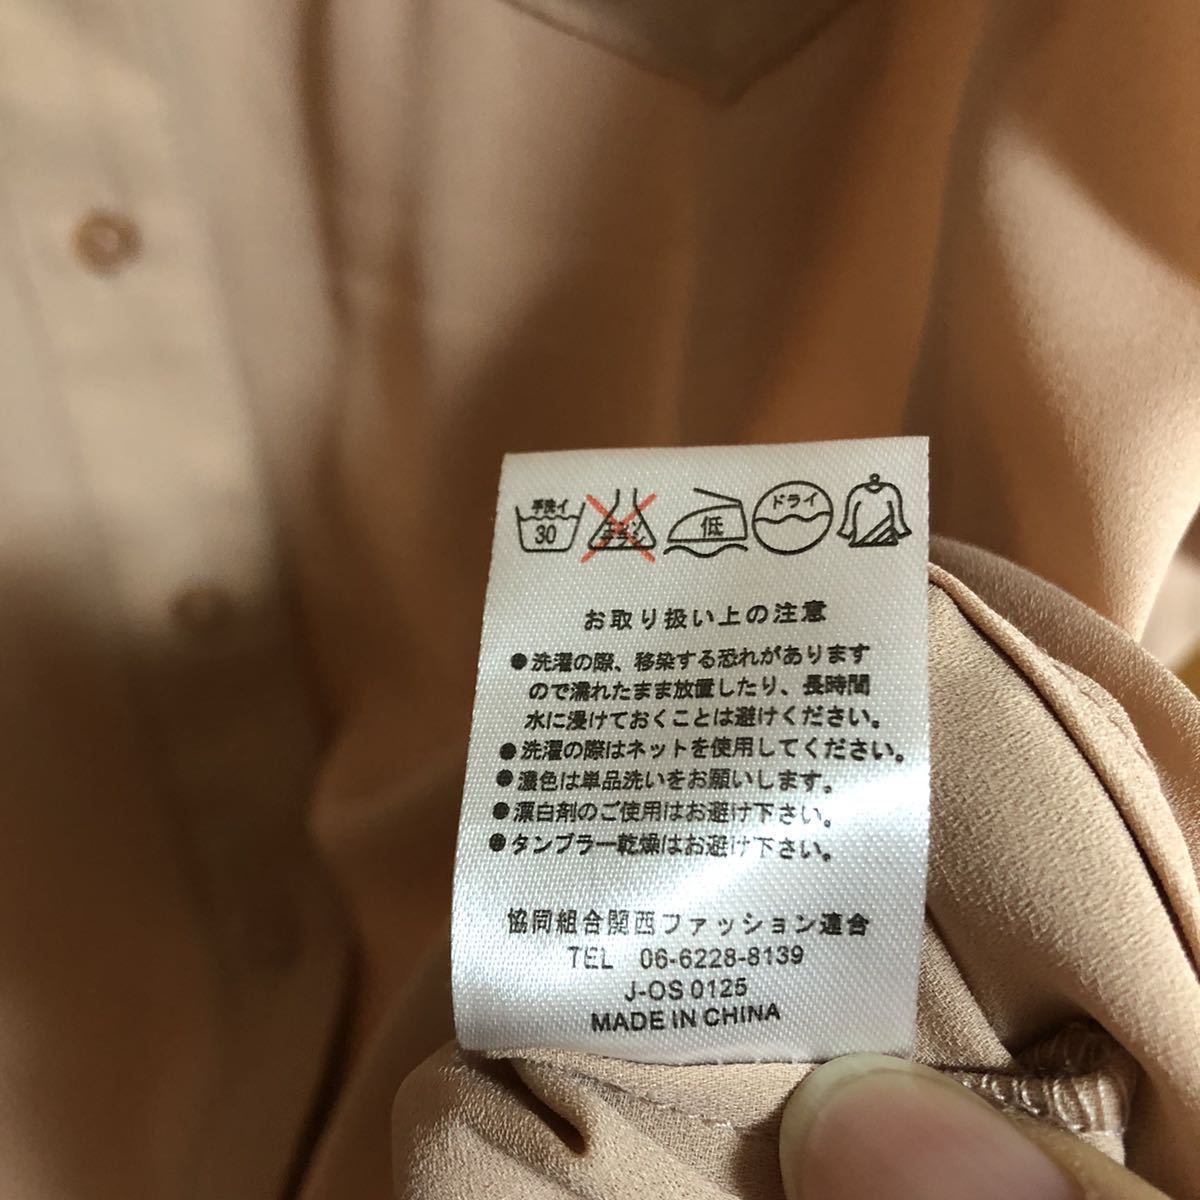 手洗イ 30 エンソサラシ 低 ドライ
お取り扱い上の注意
●洗濯の際、移染する恐れがあります
ので濡れたまま放置したり、長時間
水に浸けておくことは避けください。
●洗濯の際はネットを使用してください。
●濃色は単品洗いをお願いします。
●漂白剤のご使用はお避け下さい。
●タンブラー乾燥はお避け下さい。
協同組合関西ファッション連合
TEL 06-6228-8139
J-OS 0125
MADE IN CHINA